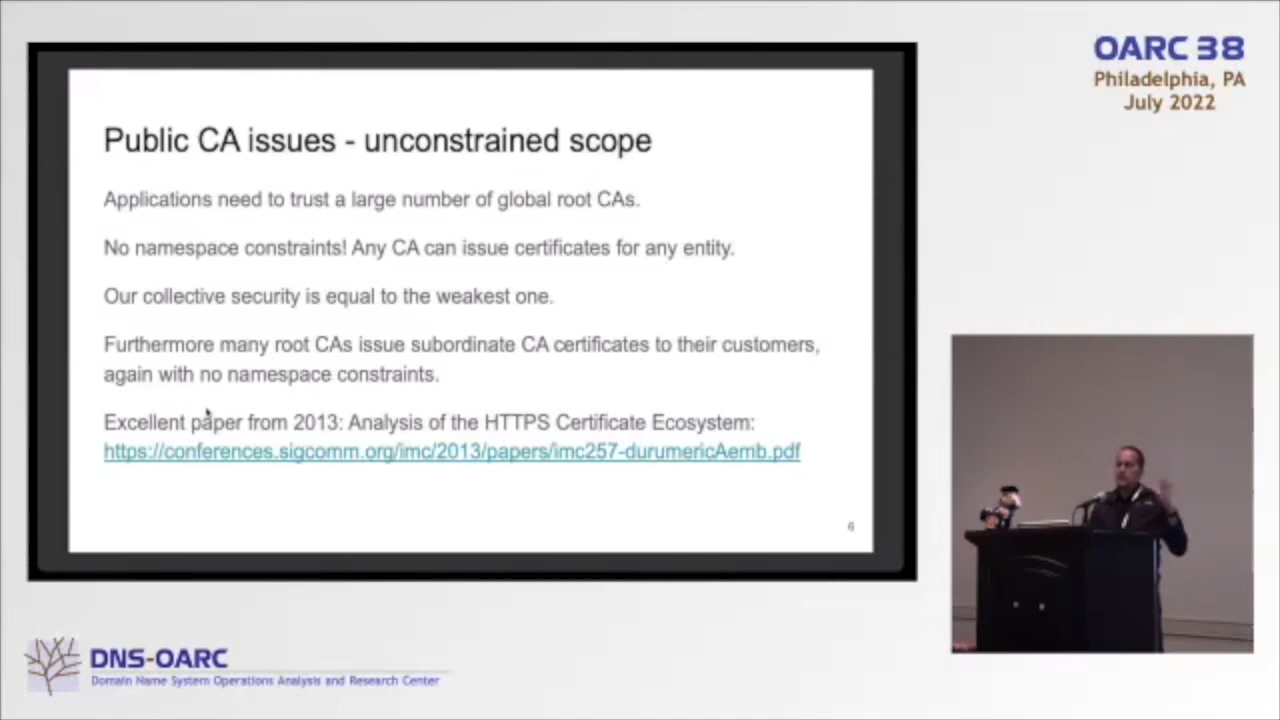 OARC 38
Philadelphia, PA
July 2022
Public CA issues - unconstrained scope
Applications need to trust a large number of global root CAs.
No namespace constraints! Any CA can issue certificates for any entity.
Our collective security is equal to the weakest one.
Furthermore many root CAs issue subordinate CA certificates to their customers,
again with no namespace constraints.
Excellent paper from 2013: Analysis of the HTTPS Certificate Ecosystem:
https://conferences.sigcomm.org/imc/2013/papers/imc257-durumericAemb.pdf
6
DNS-OARC
Domain Name System Operations Analysis and Research Center